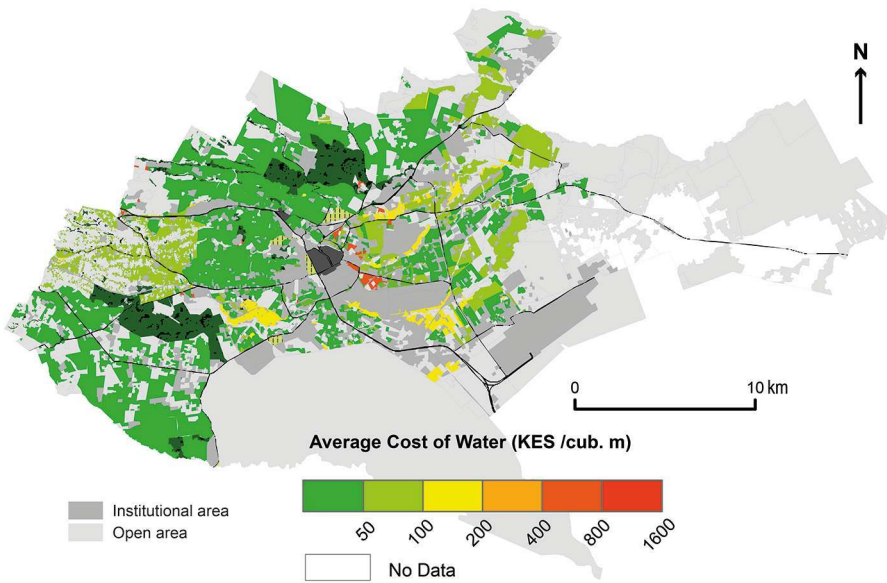 N
0 10 km
Average Cost of Water (KES /cub. m)
50 100 200 400 800 1600
Institutional area
Open area
No Data